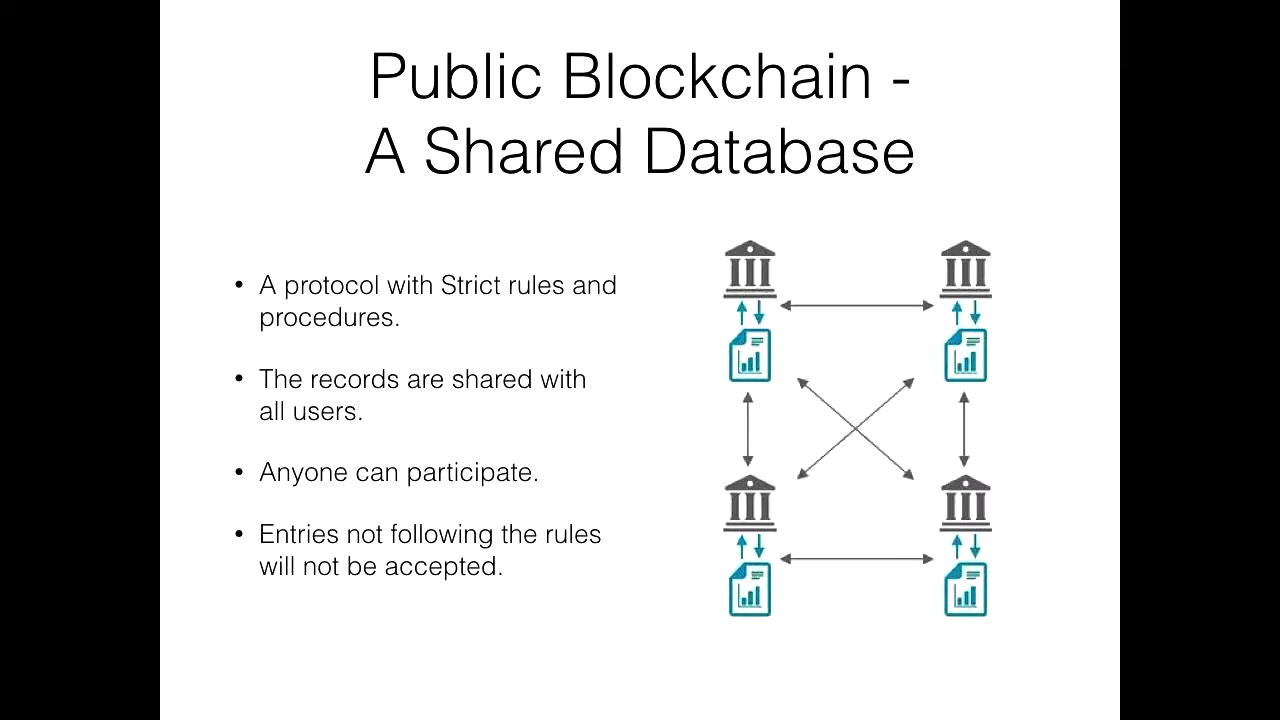 Public Blockchain -
A Shared Database
• A protocol with Strict rules and
procedures.
• The records are shared with
all users.
• Anyone can participate.
• Entries not following the rules
will not be accepted.